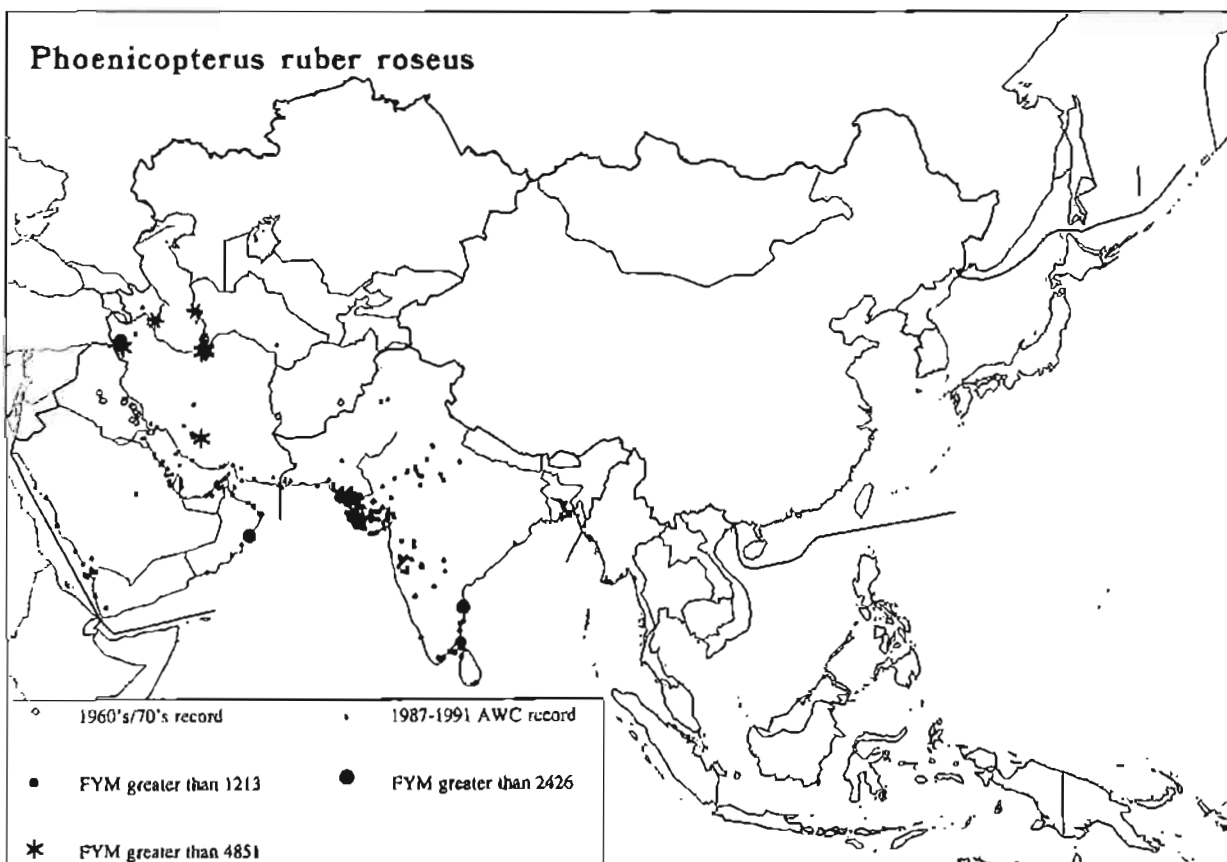 Phoenicopterus ruber roseus
1960's/70's record
1987-1991 AWC record
FYM greater than 1213
FYM greater than 2426
FYM greater than 4851